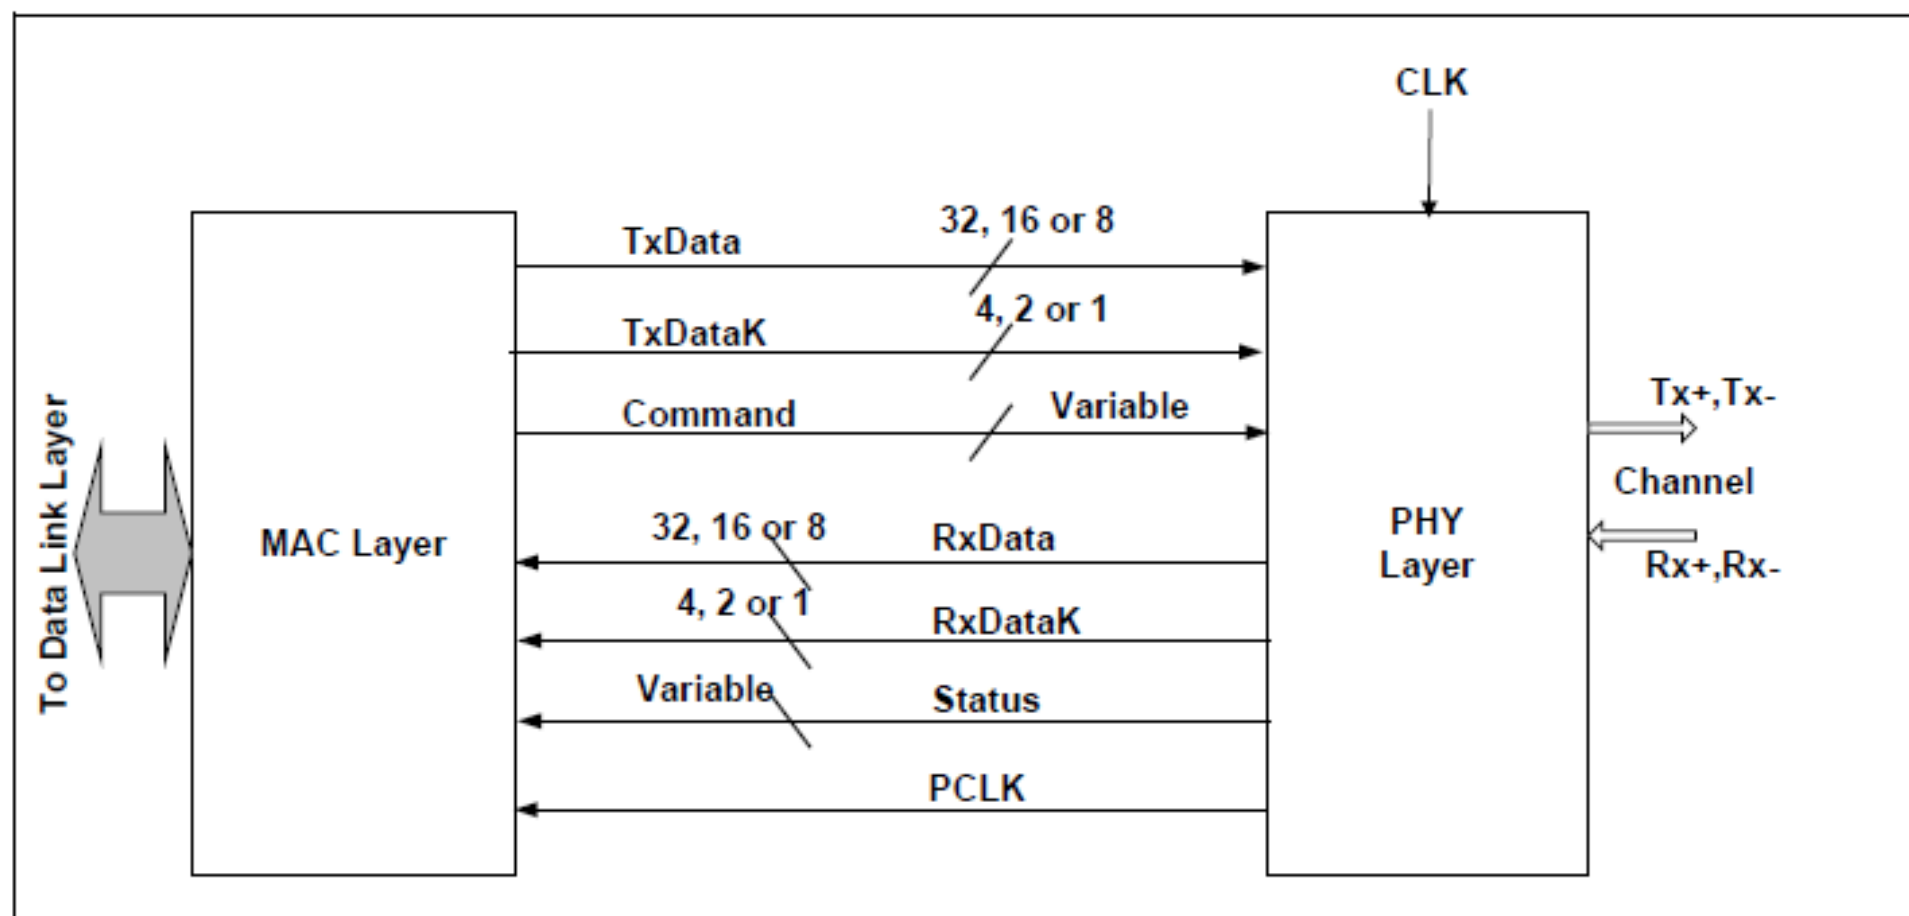 CLK
32, 16 or 8
TxData
4, 2 or 1
TxDataK
Variable
Command
Tx+,Tx-
Channel
Rx+,Rx-
To Data Link Layer
MAC Layer
PHY
Layer
32, 16 or 8
RxData
4, 2 or 1
RxDataK
Variable
Status
PCLK